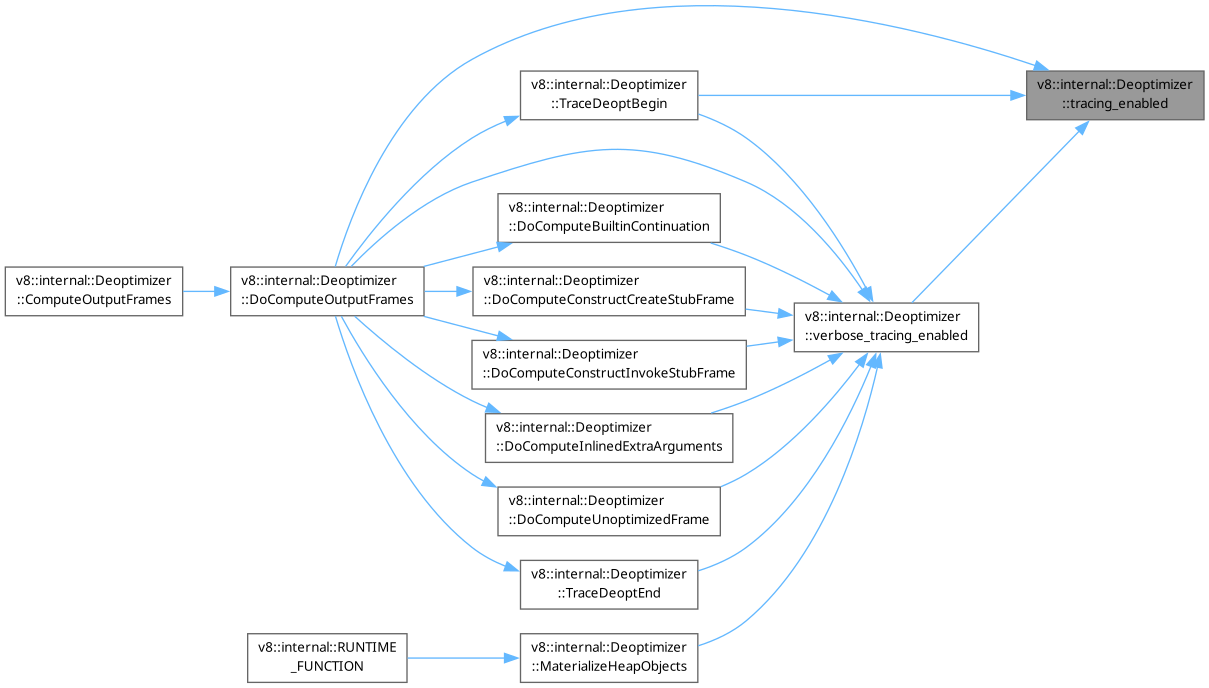 v8::internal::Deoptimizer
::TraceDeoptBegin
v8::internal::Deoptimizer
::tracing_enabled
v8::internal::Deoptimizer
::DoComputeBuiltinContinuation
v8::internal::Deoptimizer
::ComputeOutputFrames
v8::internal::Deoptimizer
::DoComputeOutputFrames
v8::internal::Deoptimizer
::DoComputeConstructCreateStubFrame
v8::internal::Deoptimizer
::verbose_tracing_enabled
v8::internal::Deoptimizer
::DoComputeConstructInvokeStubFrame
v8::internal::Deoptimizer
::DoComputeInlinedExtraArguments
v8::internal::Deoptimizer
::DoComputeUnoptimizedFrame
v8::internal::Deoptimizer
::TraceDeoptEnd
v8::internal::RUNTIME
_FUNCTION
v8::internal::Deoptimizer
::MaterializeHeapObjects